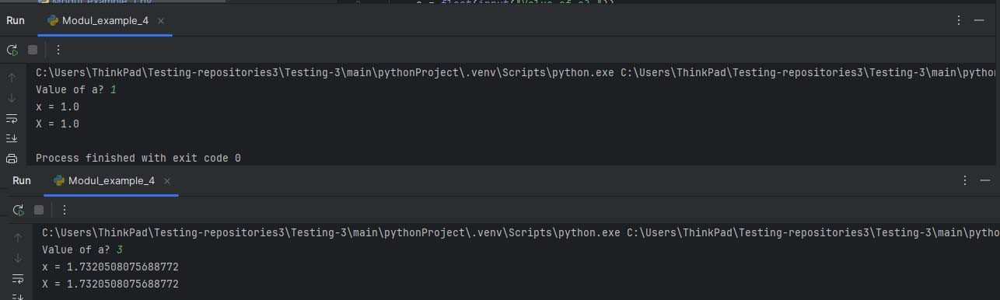 Run Modul_example_4
C:\Users\ThinkPad\Testing-repositories3\Testing-3\main\pythonProject\.venv\Scripts\python.exe C:\Users\ThinkPad\Testing-repositories3\Testing-3\main\python
Value of a? 1
x = 1.0
X = 1.0
Process finished with exit code 0
Run Modul_example_4
C:\Users\ThinkPad\Testing-repositories3\Testing-3\main\pythonProject\.venv\Scripts\python.exe C:\Users\ThinkPad\Testing-repositories3\Testing-3\main\pytho
Value of a? 3
x = 1.7320508075688772
X = 1.7320508075688772